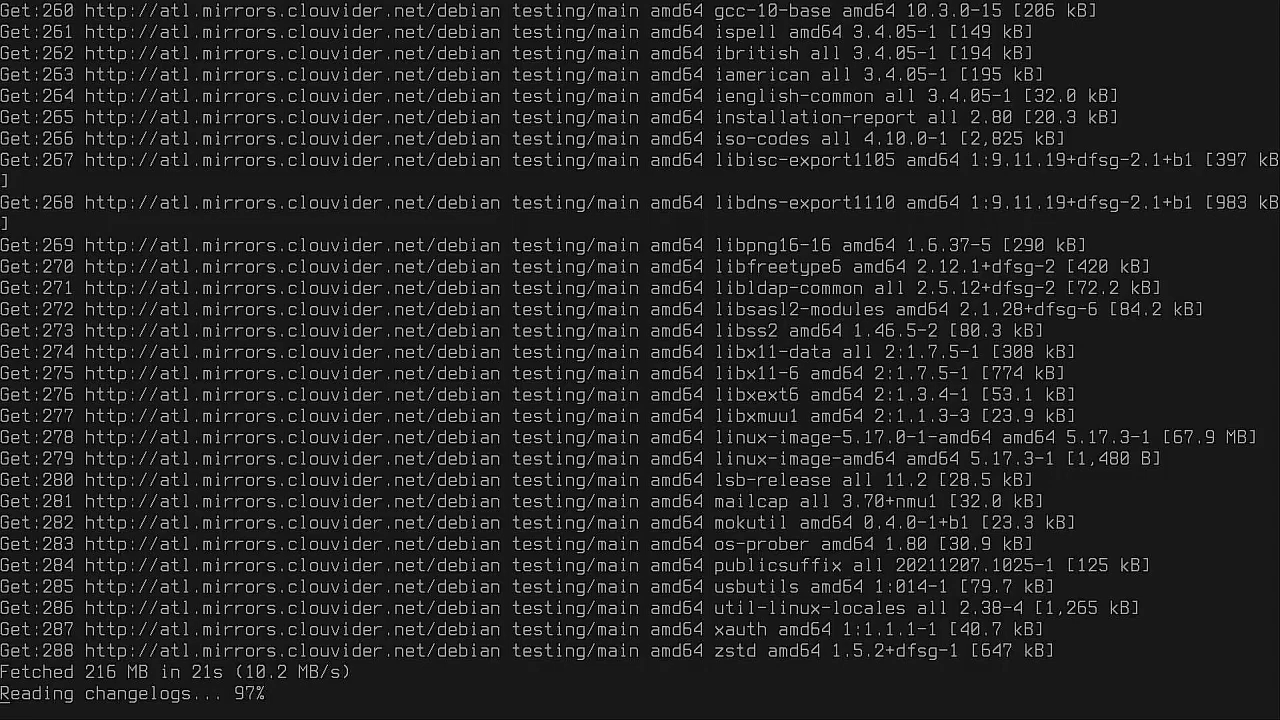 Get:260 http://atl.mirrors.clouvider.net/debian testing/main amd64 gcc-10-base amd64 10.3.0-15 [206 kB]
Get:261 http://atl.mirrors.clouvider.net/debian testing/main amd64 ispell amd64 3.4.05-1 [149 kB]
Get:262 http://atl.mirrors.clouvider.net/debian testing/main amd64 ibritish all 3.4.05-1 [194 kB]
Get:263 http://atl.mirrors.clouvider.net/debian testing/main amd64 iamerican all 3.4.05-1 [195 kB]
Get:264 http://atl.mirrors.clouvider.net/debian testing/main amd64 ienglish-common all 3.4.05-1 [32.0 kB]
Get:265 http://atl.mirrors.clouvider.net/debian testing/main amd64 installation-report all 2.80 [20.3 kB]
Get:266 http://atl.mirrors.clouvider.net/debian testing/main amd64 iso-codes all 4.10.0-1 [2,825 kB]
Get:267 http://atl.mirrors.clouvider.net/debian testing/main amd64 libisc-export1105 amd64 1:9.11.19+dfsg-2.1+b1 [397 kB
]
Get:268 http://atl.mirrors.clouvider.net/debian testing/main amd64 libdns-export1110 amd64 1:9.11.19+dfsg-2.1+b1 [983 kB
]
Get:269 http://atl.mirrors.clouvider.net/debian testing/main amd64 libpng16-16 amd64 1.6.37-5 [290 kB]
Get:270 http://atl.mirrors.clouvider.net/debian testing/main amd64 libfreetype6 amd64 2.12.1+dfsg-2 [420 kB]
Get:271 http://atl.mirrors.clouvider.net/debian testing/main amd64 libldap-common all 2.5.12+dfsg-2 [72.2 kB]
Get:272 http://atl.mirrors.clouvider.net/debian testing/main amd64 libsasl2-modules amd64 2.1.28+dfsg-6 [84.2 kB]
Get:273 http://atl.mirrors.clouvider.net/debian testing/main amd64 libss2 amd64 1.46.5-2 [80.3 kB]
Get:274 http://atl.mirrors.clouvider.net/debian testing/main amd64 libx11-data all 2:1.7.5-1 [308 kB]
Get:275 http://atl.mirrors.clouvider.net/debian testing/main amd64 libx11-6 amd64 2:1.7.5-1 [774 kB]
Get:276 http://atl.mirrors.clouvider.net/debian testing/main amd64 libxext6 amd64 2:1.3.4-1 [53.1 kB]
Get:277 http://atl.mirrors.clouvider.net/debian testing/main amd64 libxmuu1 amd64 2:1.1.3-3 [23.9 kB]
Get:278 http://atl.mirrors.clouvider.net/debian testing/main amd64 linux-image-5.17.0-1-amd64 amd64 5.17.3-1 [67.9 MB]
Get:279 http://atl.mirrors.clouvider.net/debian testing/main amd64 linux-image-amd64 amd64 5.17.3-1 [1,480 B]
Get:280 http://atl.mirrors.clouvider.net/debian testing/main amd64 lsb-release all 11.2 [28.5 kB]
Get:281 http://atl.mirrors.clouvider.net/debian testing/main amd64 mailcap all 3.70+nmu1 [32.0 kB]
Get:282 http://atl.mirrors.clouvider.net/debian testing/main amd64 mokutil amd64 0.4.0-1+b1 [23.3 kB]
Get:283 http://atl.mirrors.clouvider.net/debian testing/main amd64 os-prober amd64 1.80 [30.9 kB]
Get:284 http://atl.mirrors.clouvider.net/debian testing/main amd64 publicsuffix all 20211207.1025-1 [125 kB]
Get:285 http://atl.mirrors.clouvider.net/debian testing/main amd64 usbutils amd64 1:014-1 [79.7 kB]
Get:286 http://atl.mirrors.clouvider.net/debian testing/main amd64 util-linux-locales all 2.38-4 [1,265 kB]
Get:287 http://atl.mirrors.clouvider.net/debian testing/main amd64 xauth amd64 1:1.1.1-1 [40.7 kB]
Get:288 http://atl.mirrors.clouvider.net/debian testing/main amd64 zstd amd64 1.5.2+dfsg-1 [647 kB]
Fetched 216 MB in 21s (10.2 MB/s)
Reading changelogs... 97%